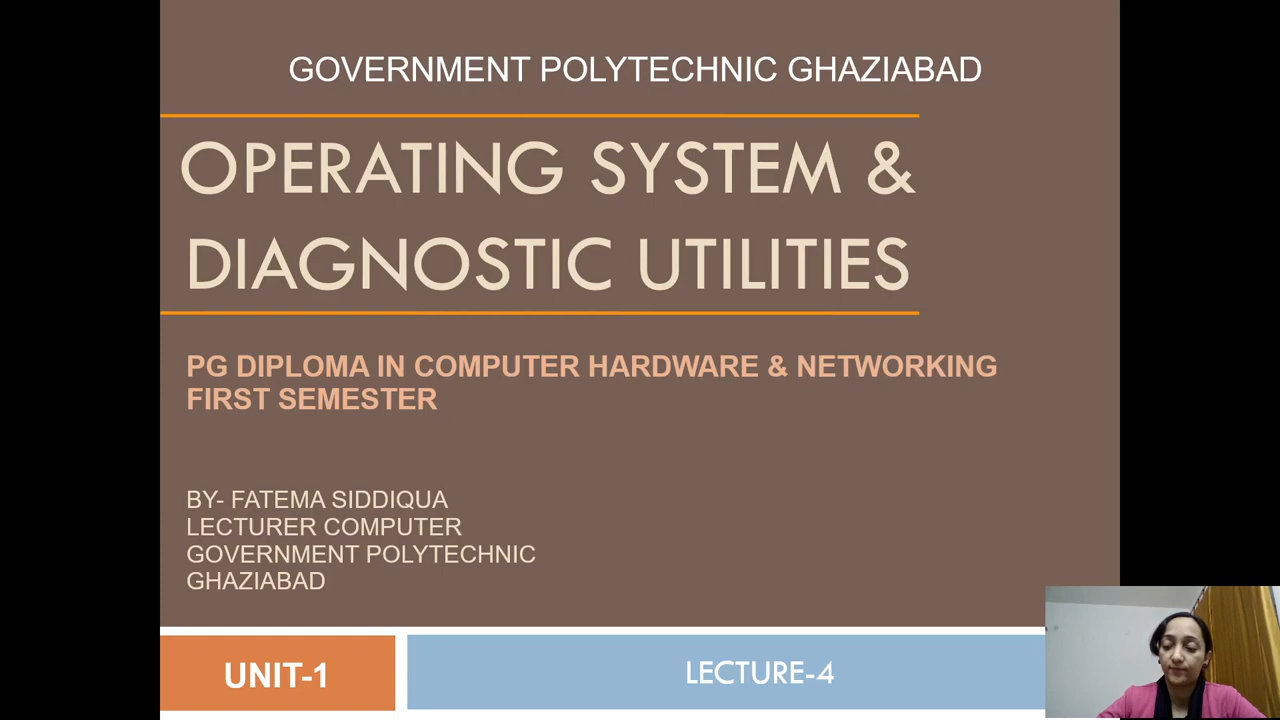 GOVERNMENT POLYTECHNIC GHAZIABAD
OPERATING SYSTEM &
DIAGNOSTIC UTILITIES
PG DIPLOMA IN COMPUTER HARDWARE & NETWORKING
FIRST SEMESTER
BY- FATEMA SIDDIQUA
LECTURER COMPUTER
GOVERNMENT POLYTECHNIC
GHAZIABAD
UNIT-1
LECTURE-4